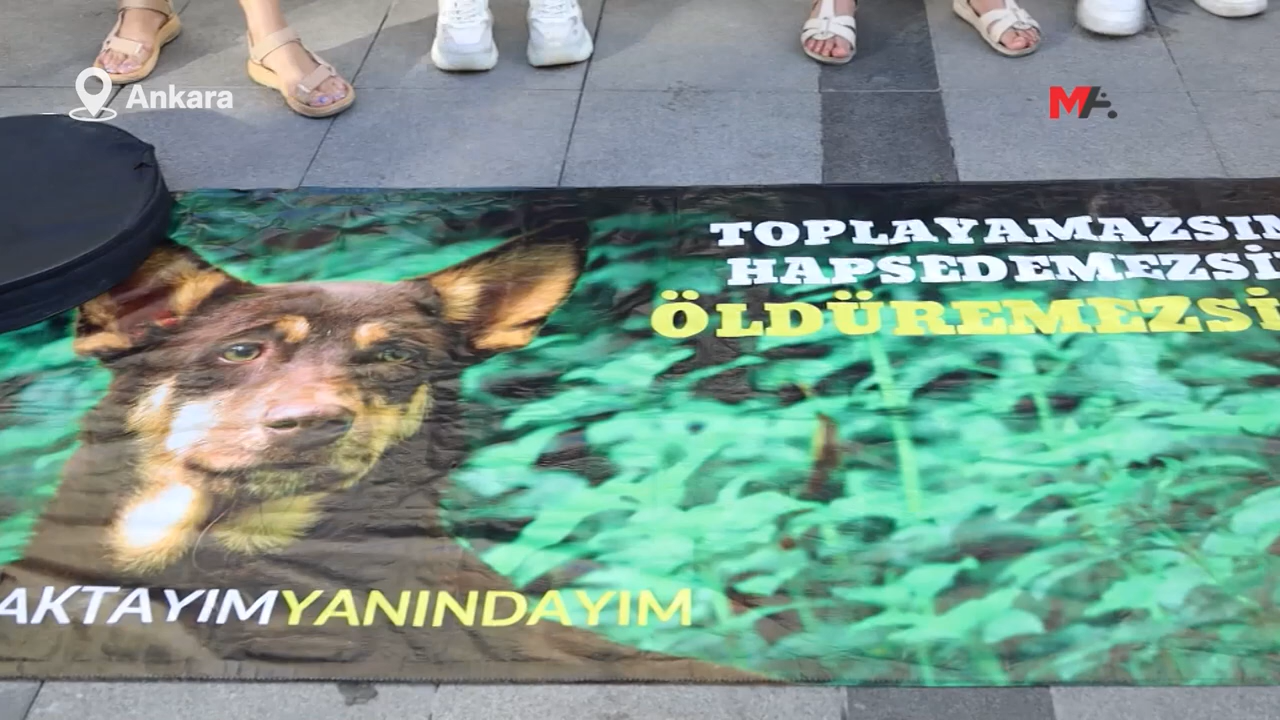 Ankara
MA
TOPLAYAMAZSIN
HAPSEDEMEZSİ
ÖLDÜREMEZSİ
AKTAYIMYANINDAYIM